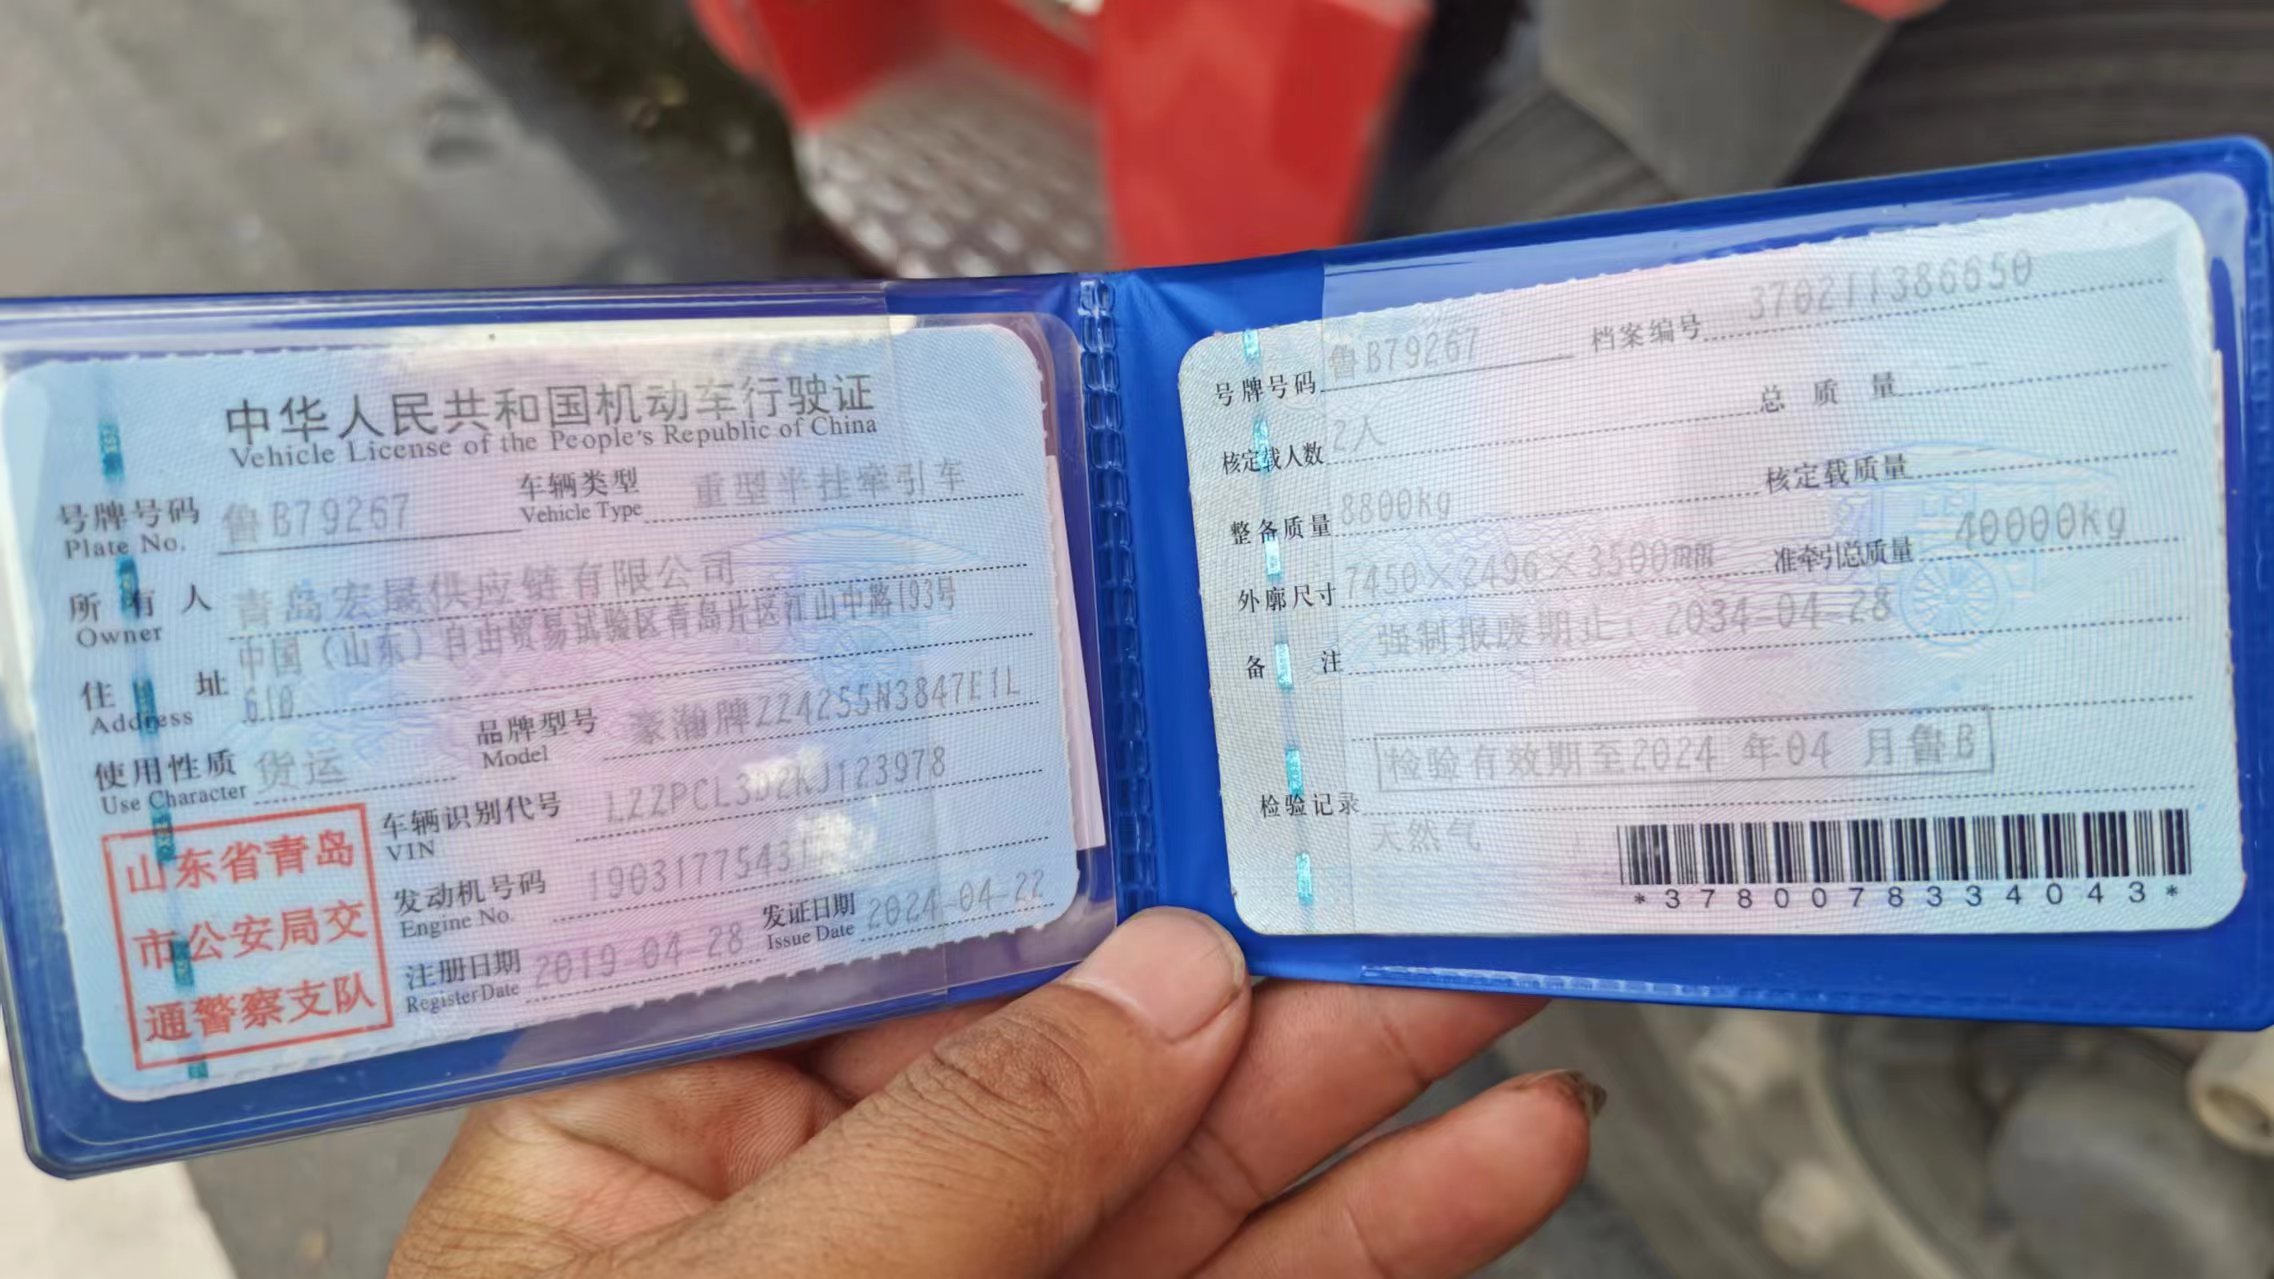 中华人民共和国机动车行驶证
Vehicle License of the People's Republic of China
号牌号码 鲁B79267 车辆类型 重型半挂牵引车
Plate No. Vehicle Type
所有人 青岛宏晟供应链有限公司
Owner
中国（山东）自由贸易试验区青岛片区江山中路193号
住址 610
Address
品牌型号 豪瀚牌ZZ4255N3847E1L
Model
使用性质 货运
Use Character
车辆识别代号 LZZPCL3D2KJ123978
VIN
发动机号码
Engine No.
注册日期 2019-04-28 发证日期 2024-04-22
Register Date Issue Date
山东省青岛
市公安局交
通警察支队
号牌号码 鲁B79267 档案编号 370211386650
核定载人数 2人 总质量
整备质量 8800kg 核定载质量
外廓尺寸 7450×2496×3500mm 准牵引总质量 40000kg
备注 强制报废期止：2034-04-28
检验有效期至2024年04月鲁B
检验记录
天然气
*3780078334043*